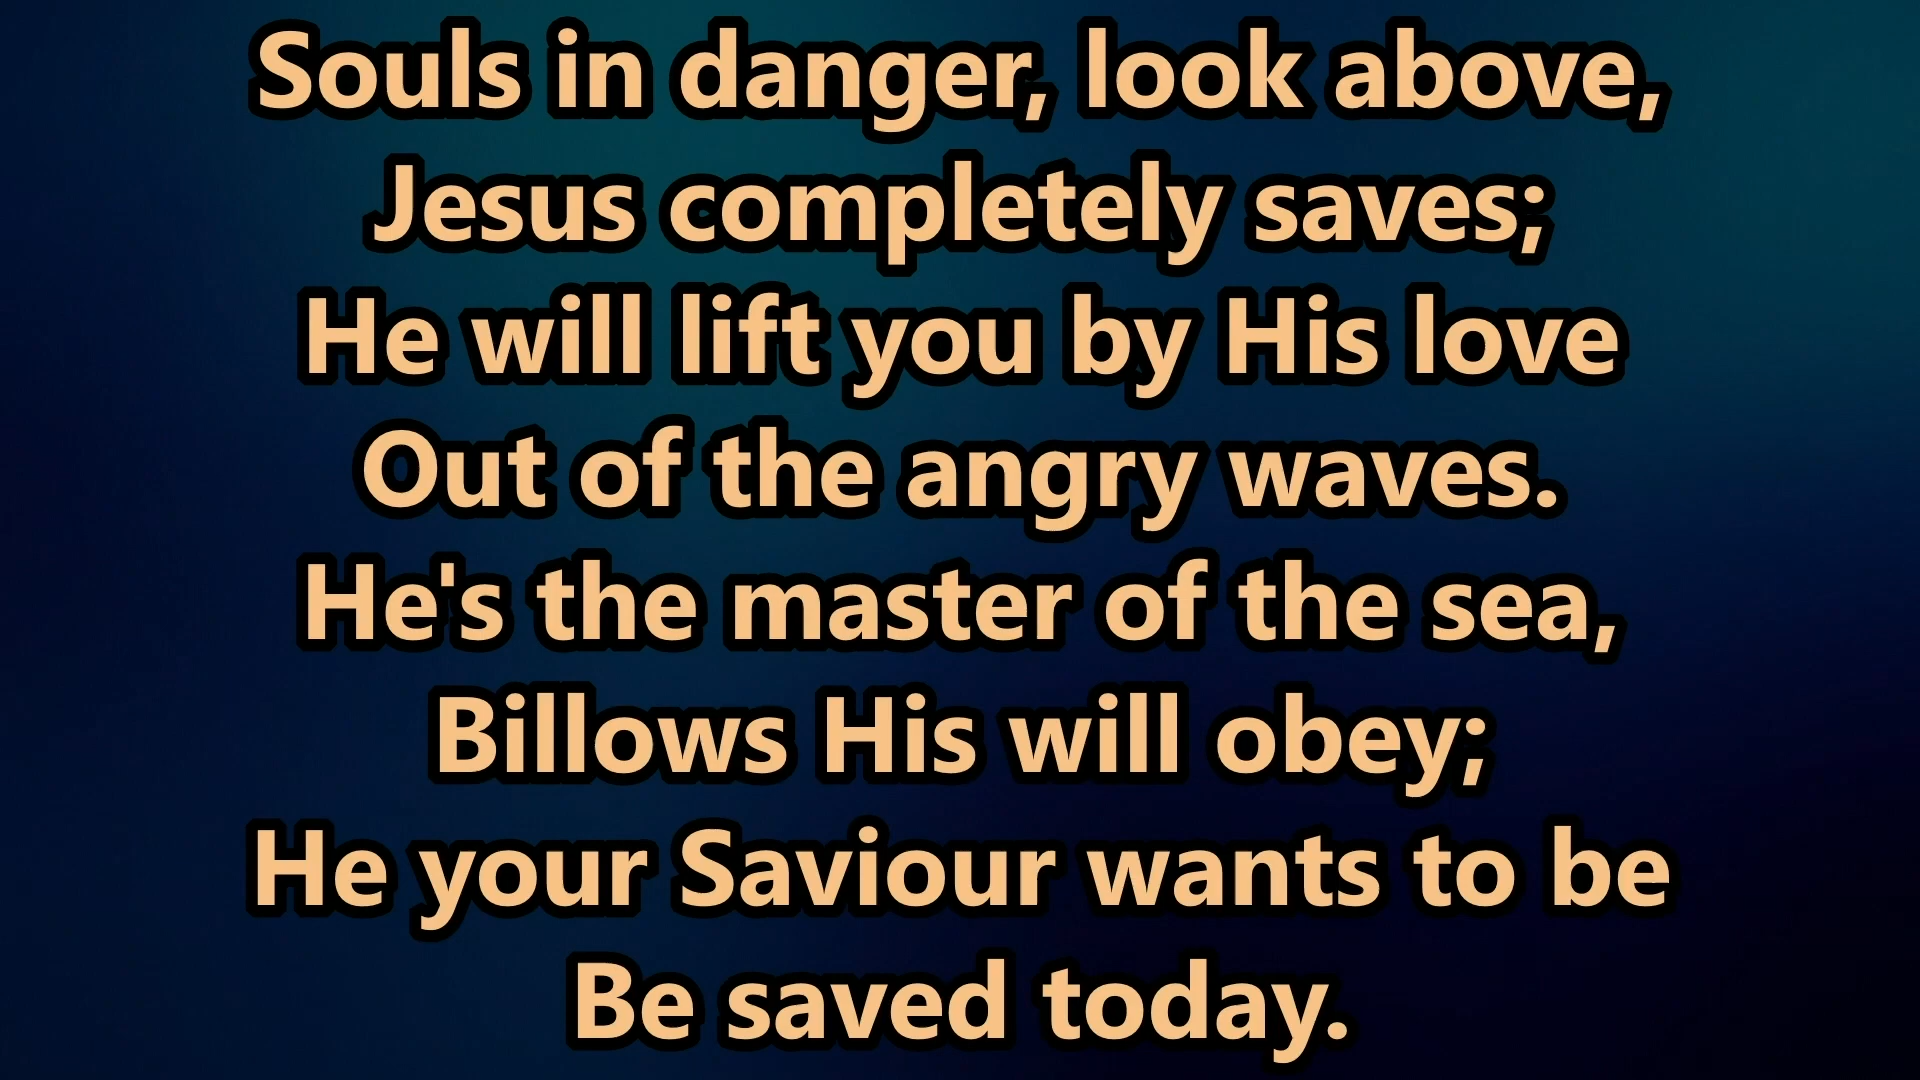 Souls in danger, look above,
Jesus completely saves;
He will lift you by His love
Out of the angry waves.
He's the master of the sea,
Billows His will obey;
He your Saviour wants to be
Be saved today.